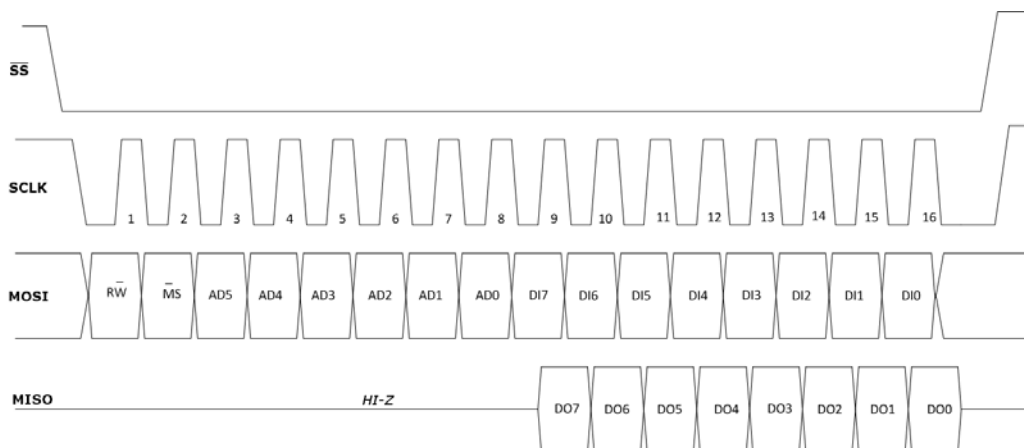 S̅S̅
SCLK
1 2 3 4 5 6 7 8 9 10 11 12 13 14 15 16
MOSI
RW̅ M̅S AD5 AD4 AD3 AD2 AD1 AD0 DI7 DI6 DI5 DI4 DI3 DI2 DI1 DI0
MISO
HI-Z
DO7 DO6 DO5 DO4 DO3 DO2 DO1 DO0